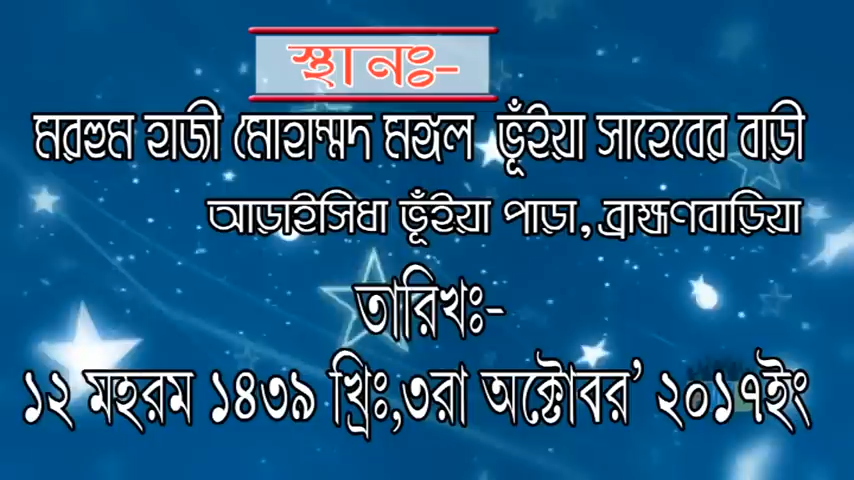 স্থানঃ-
মরহুম হাজী মোহাম্মদ মঙ্গল ভূঁইয়া সাহেবের বাড়ী
আড়াইসিধা ভূঁইয়া পাড়া, ব্রাহ্মণবাড়িয়া
তারিখঃ-
১২ মহরম ১৪৩৯ খ্রিঃ,৩রা অক্টোবর’ ২০১৭ইং